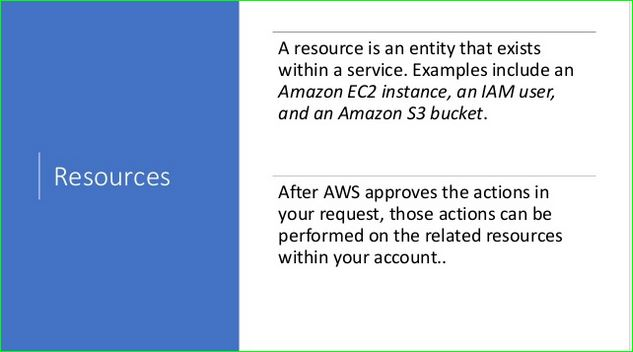 Resources
A resource is an entity that exists
within a service. Examples include an
Amazon EC2 instance, an IAM user,
and an Amazon S3 bucket.
After AWS approves the actions in
your request, those actions can be
performed on the related resources
within your account..